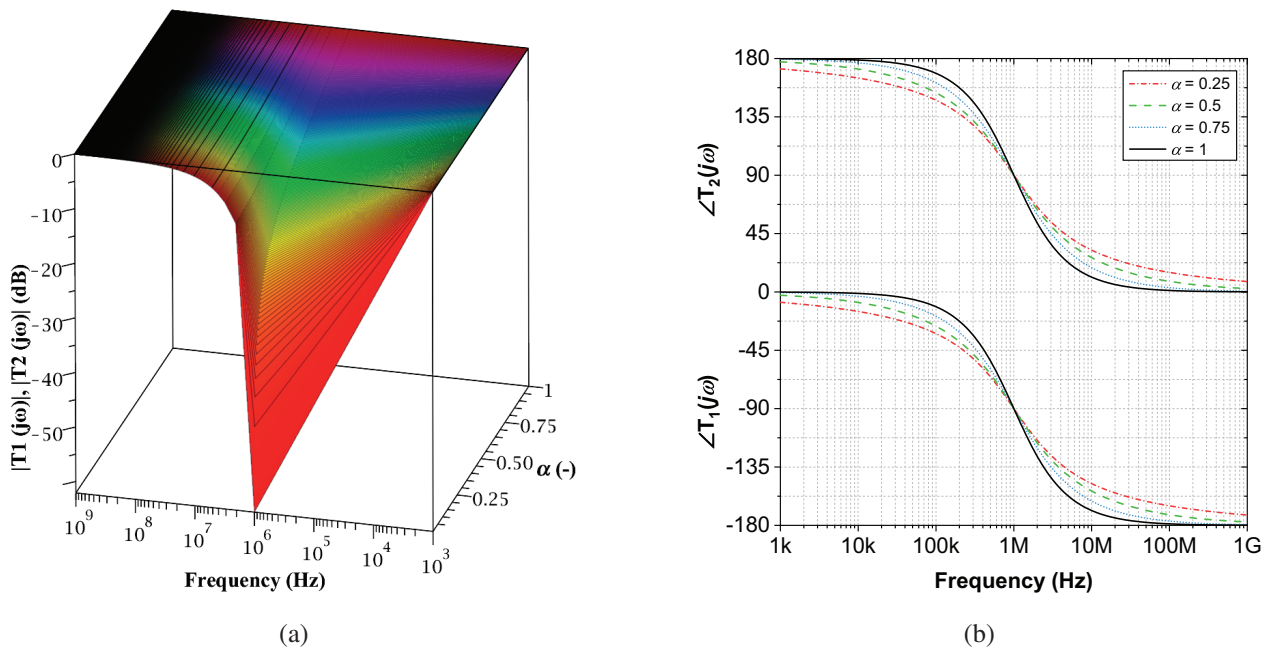 0
-10
-20
-30
-40
-50
|T1 (jω)|, |T2 (jω)| (dB)
10^9
10^8
10^7
10^6
10^5
10^4
10^3
Frequency (Hz)
1
0.75
0.50
0.25
α (-)
(a)
180
135
90
45
0
-45
-90
-135
-180
∠T₂(jω)
∠T₁(jω)
α = 0.25
α = 0.5
α = 0.75
α = 1
1k 10k 100k 1M 10M 100M 1G
Frequency (Hz)
(b)